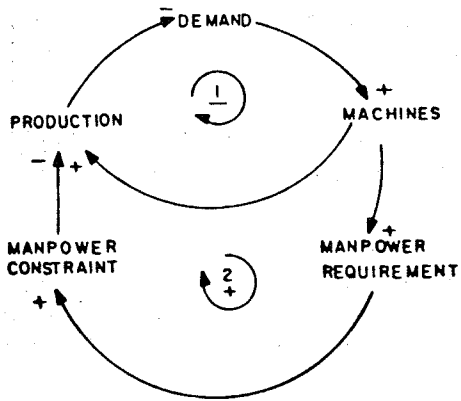 − DEMAND
1
−
+
PRODUCTION
MACHINES
− +
MANPOWER
CONSTRAINT
+
2
+
+
MANPOWER
REQUIREMENT